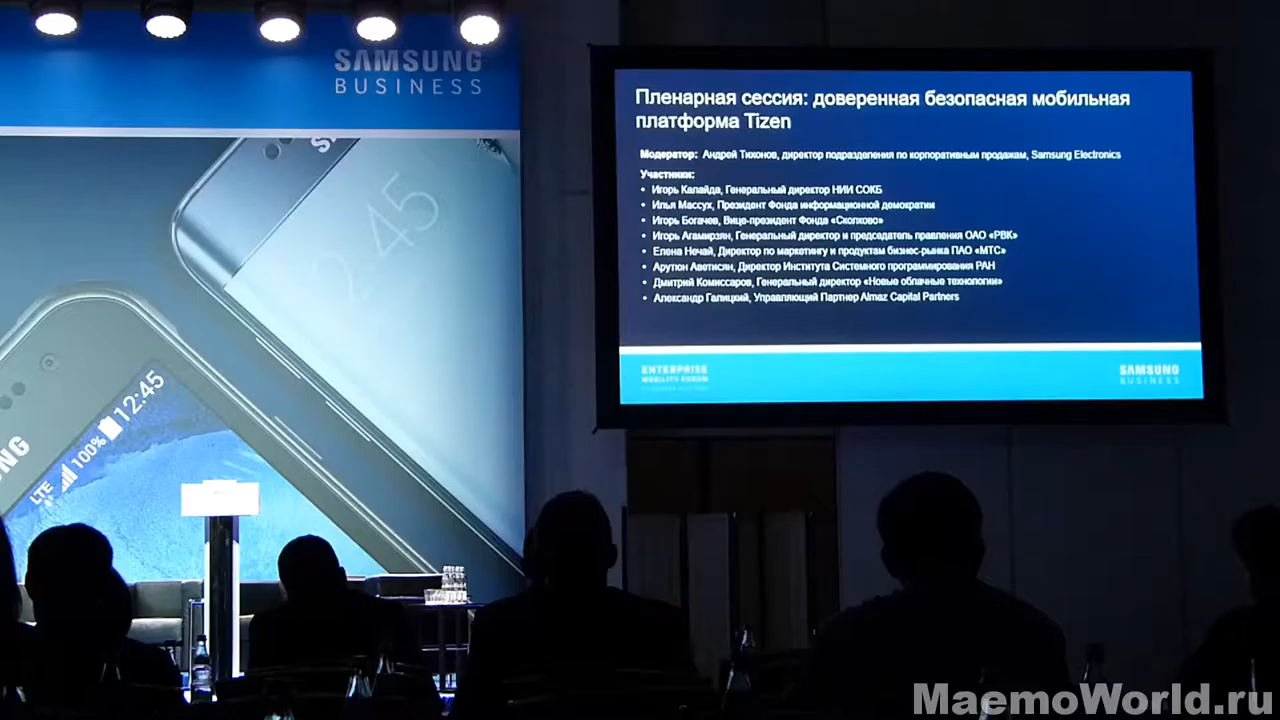 SAMSUNG
BUSINESS
2:45
12:45
100%
LTE
Пленарная сессия: доверенная безопасная мобильная
платформа Tizen
Модератор: Андрей Тихонов, директор подразделения по корпоративным продажам, Samsung Electronics
Участники:
• Игорь Калайда, Генеральный директор НИИ СОКБ
• Илья Массух, Президент Фонда информационной демократии
• Игорь Богачев, Вице-президент Фонда «Сколково»
• Игорь Агамирзян, Генеральный директор и председатель правления ОАО «РВК»
• Елена Нечай, Директор по маркетингу и продуктам бизнес-рынка ПАО «МТС»
• Арутюн Аветисян, Директор Института Системного программирования РАН
• Дмитрий Комиссаров, Генеральный директор «Новые облачные технологии»
• Александр Галицкий, Управляющий Партнер Almaz Capital Partners
ENTERPRISE
MOBILITY FORUM
SAMSUNG
BUSINESS
MaemoWorld.ru